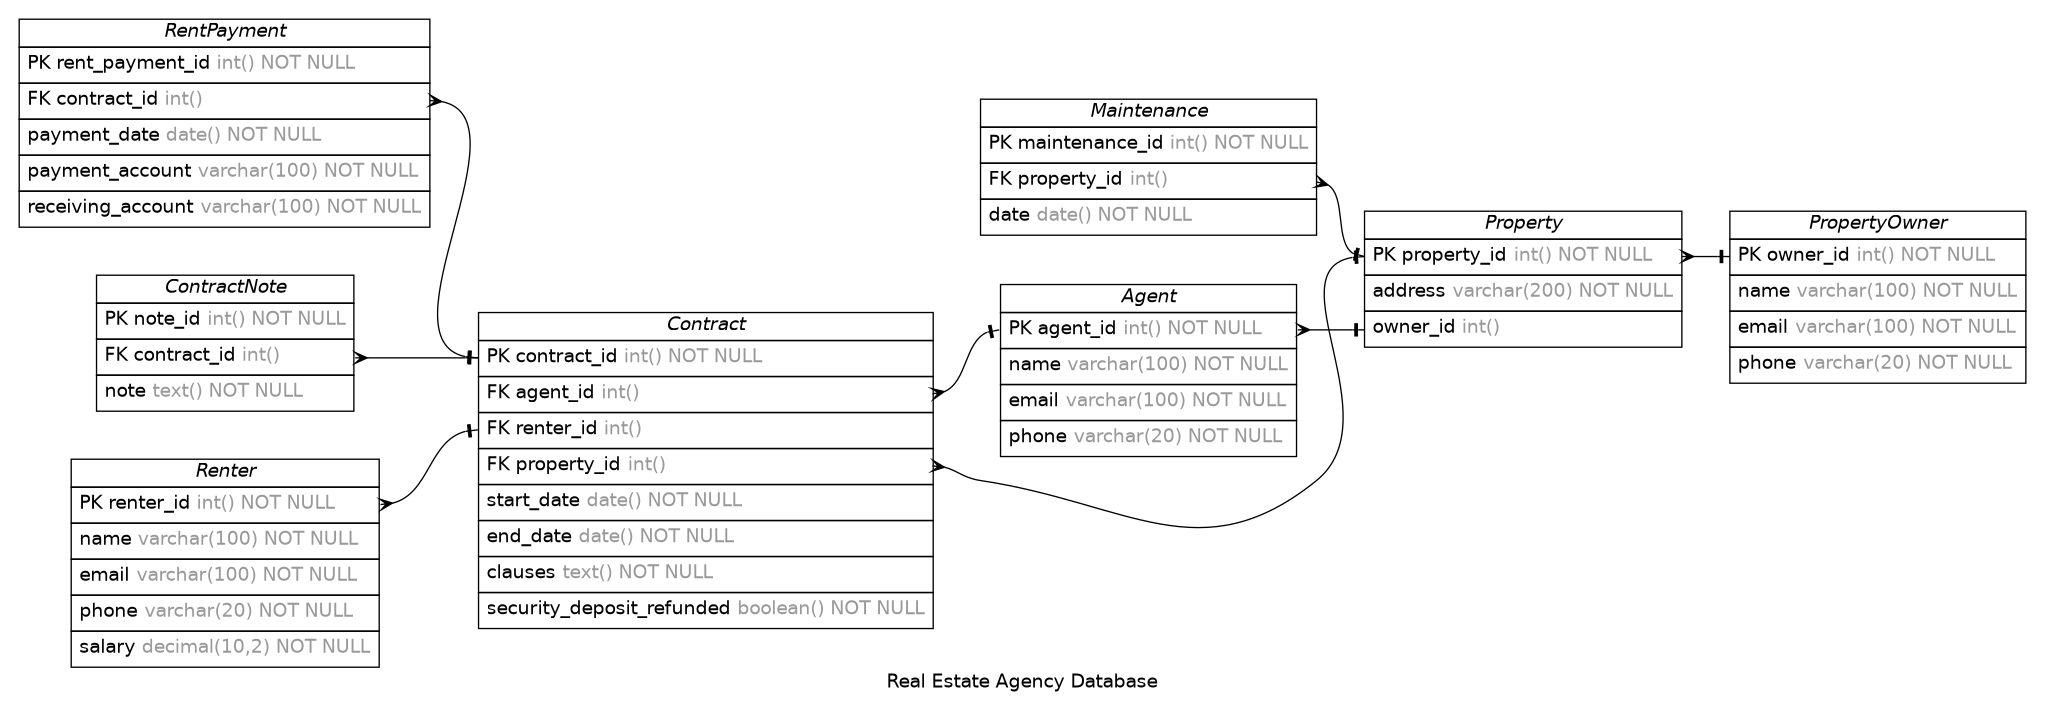 RentPayment
PK rent_payment_id int() NOT NULL
FK contract_id int()
payment_date date() NOT NULL
payment_account varchar(100) NOT NULL
receiving_account varchar(100) NOT NULL
ContractNote
PK note_id int() NOT NULL
FK contract_id int()
note text() NOT NULL
Renter
PK renter_id int() NOT NULL
name varchar(100) NOT NULL
email varchar(100) NOT NULL
phone varchar(20) NOT NULL
salary decimal(10,2) NOT NULL
Contract
PK contract_id int() NOT NULL
FK agent_id int()
FK renter_id int()
FK property_id int()
start_date date() NOT NULL
end_date date() NOT NULL
clauses text() NOT NULL
security_deposit_refunded boolean() NOT NULL
Maintenance
PK maintenance_id int() NOT NULL
FK property_id int()
date date() NOT NULL
Agent
PK agent_id int() NOT NULL
name varchar(100) NOT NULL
email varchar(100) NOT NULL
phone varchar(20) NOT NULL
Property
PK property_id int() NOT NULL
address varchar(200) NOT NULL
owner_id int()
PropertyOwner
PK owner_id int() NOT NULL
name varchar(100) NOT NULL
email varchar(100) NOT NULL
phone varchar(20) NOT NULL
Real Estate Agency Database